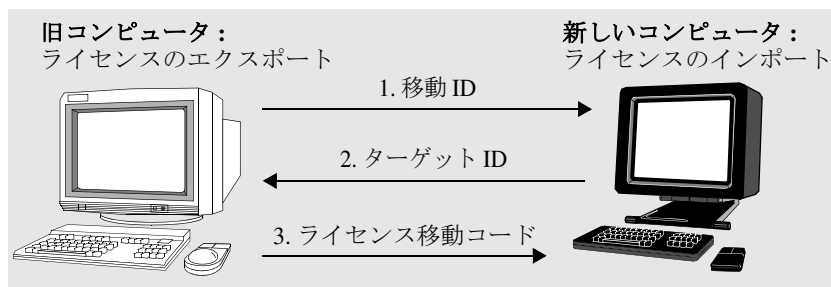 旧コンピュータ :
ライセンスのエクスポート
新しいコンピュータ :
ライセンスのインポート
1. 移動 ID
2. ターゲット ID
3. ライセンス移動コード